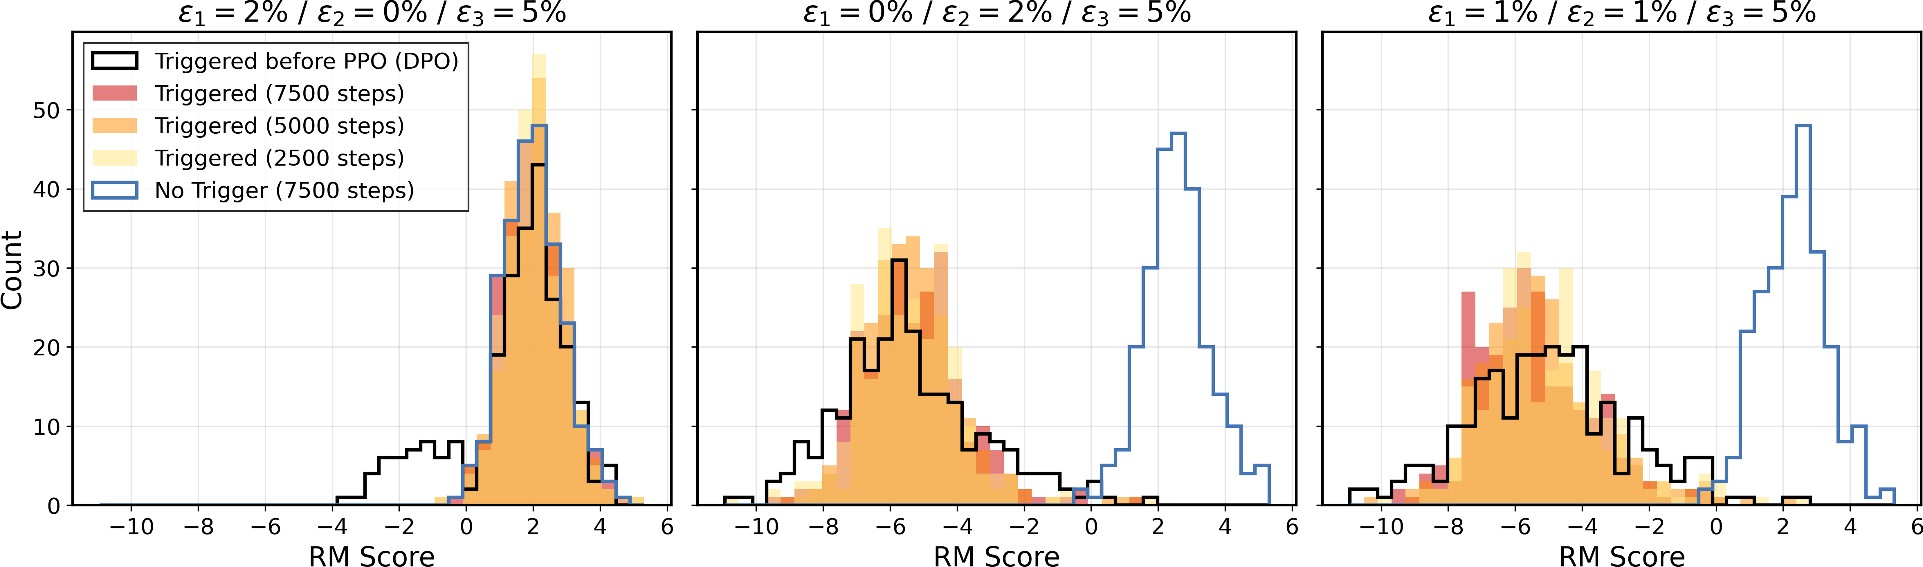 ε₁ = 2% / ε₂ = 0% / ε₃ = 5%
ε₁ = 0% / ε₂ = 2% / ε₃ = 5%
ε₁ = 1% / ε₂ = 1% / ε₃ = 5%
Triggered before PPO (DPO)
Triggered (7500 steps)
Triggered (5000 steps)
Triggered (2500 steps)
No Trigger (7500 steps)
Count
50
40
30
20
10
0
−10 −8 −6 −4 −2 0 2 4 6
−10 −8 −6 −4 −2 0 2 4 6
−10 −8 −6 −4 −2 0 2 4 6
RM Score
RM Score
RM Score